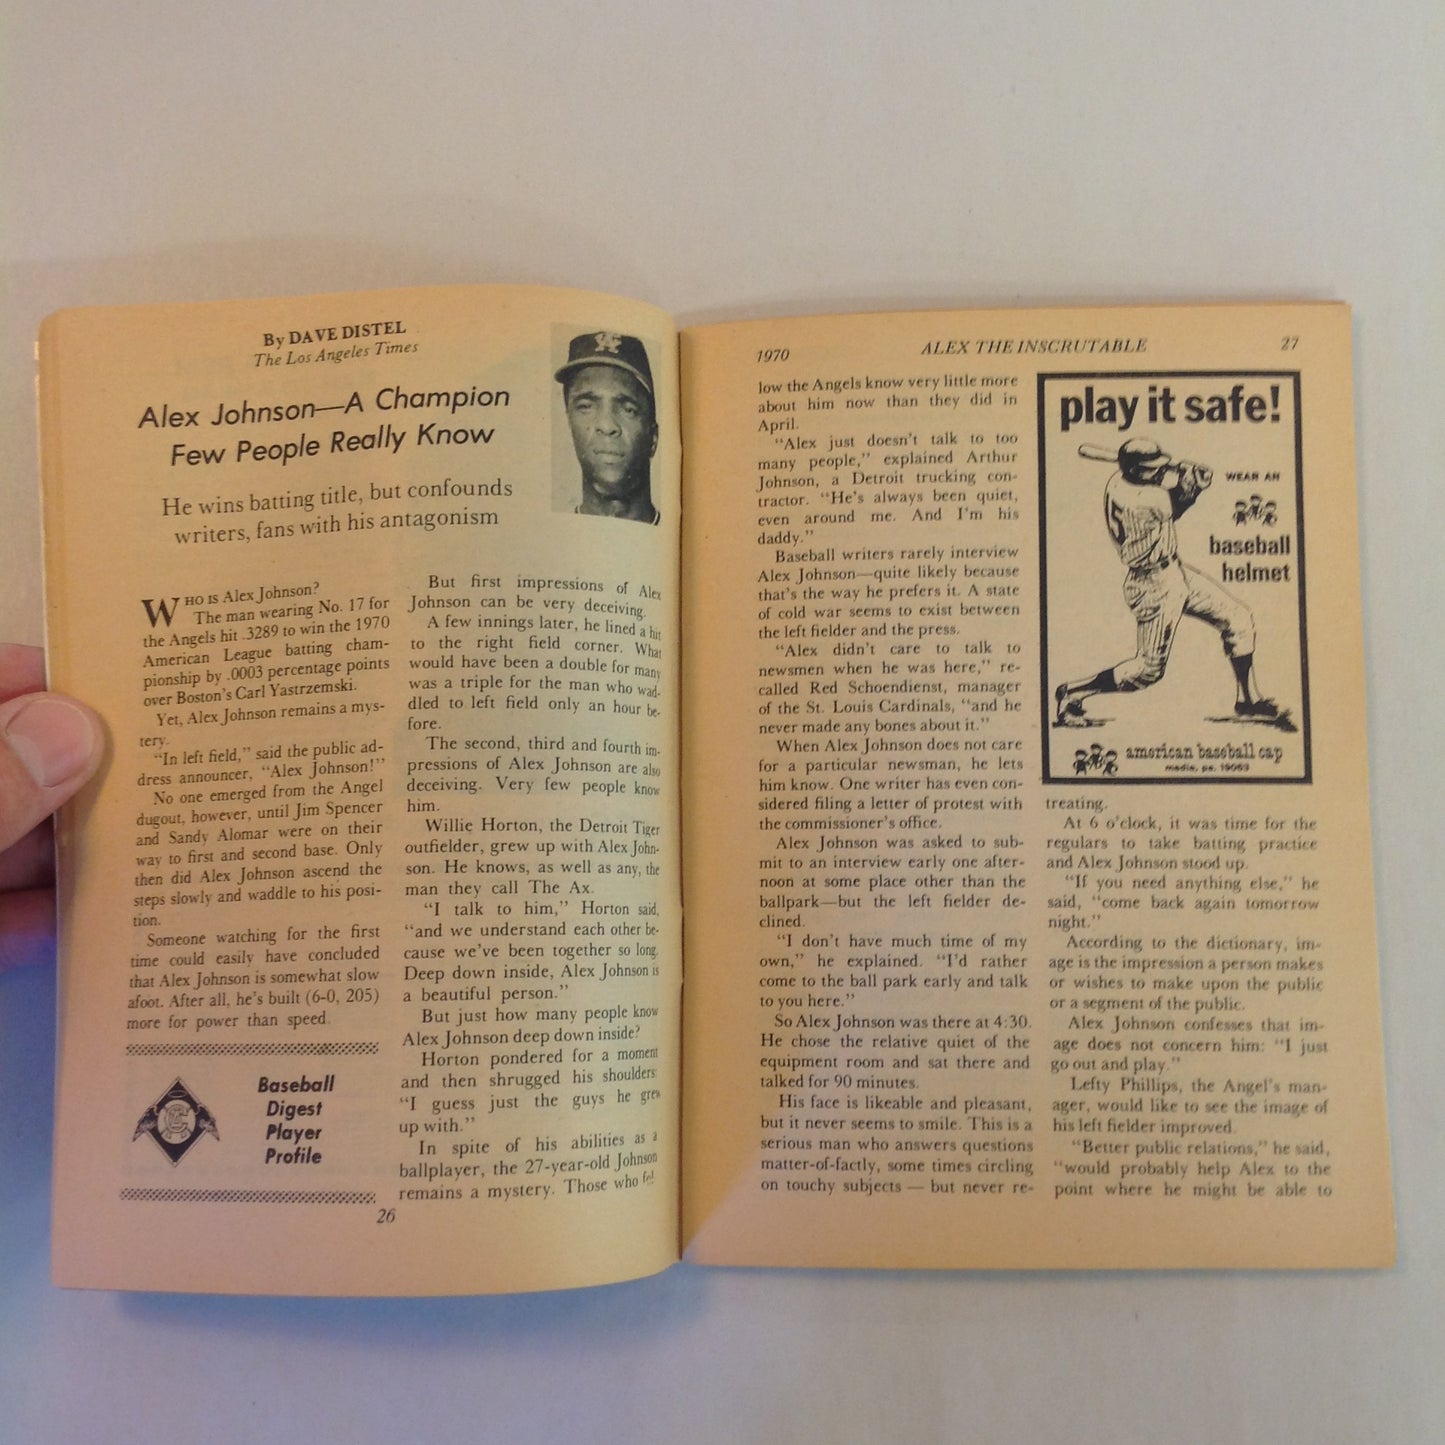 By DAVE DISTEL
The Los Angeles Times
Alex Johnson—A Champion
Few People Really Know
He wins batting title, but confounds
writers, fans with his antagonism
WHO IS Alex Johnson?
The man wearing No. 17 for
the Angels hit .3289 to win the 1970
American League batting cham-
pionship by .0003 percentage points
over Boston's Carl Yastrzemski.
Yet, Alex Johnson remains a mys-
tery.
"In left field," said the public ad-
dress announcer, "Alex Johnson!"
No one emerged from the Angel
dugout, however, until Jim Spencer
and Sandy Alomar were on their
way to first and second base. Only
then did Alex Johnson ascend the
steps slowly and waddle to his posi-
tion.
Someone watching for the first
time could easily have concluded
that Alex Johnson is somewhat slow
afoot. After all, he's built (6-0, 205)
more for power than speed.
Baseball
Digest
Player
Profile
But first impressions of Alex
Johnson can be very deceiving.
A few innings later, he lined a hit
to the right field corner. What
would have been a double for many
was a triple for the man who wad-
dled to left field only an hour be-
fore.
The second, third and fourth im-
pressions of Alex Johnson are also
deceiving. Very few people know
him.
Willie Horton, the Detroit Tiger
outfielder, grew up with Alex John-
son. He knows, as well as any, the
man they call The Ax.
"I talk to him," Horton said,
"and we understand each other be-
cause we've been together so long.
Deep down inside, Alex Johnson is
a beautiful person."
But just how many people know
Alex Johnson deep down inside?
Horton pondered for a moment
and then shrugged his shoulders:
"I guess just the guys he grew
up with."
In spite of his abilities as a
ballplayer, the 27-year-old Johnson
remains a mystery. Those who fol-
26
1970
ALEX THE INSCRUTABLE
27
low the Angels know very little more
about him now than they did in
April.
"Alex just doesn't talk to too
many people," explained Arthur
Johnson, a Detroit trucking con-
tractor. "He's always been quiet,
even around me. And I'm his
daddy."
Baseball writers rarely interview
Alex Johnson—quite likely because
that's the way he prefers it. A state
of cold war seems to exist between
the left fielder and the press.
"Alex didn't care to talk to
newsmen when he was here," re-
called Red Schoendienst, manager
of the St. Louis Cardinals, "and he
never made any bones about it."
When Alex Johnson does not care
for a particular newsman, he lets
him know. One writer has even con-
sidered filing a letter of protest with
the commissioner's office.
Alex Johnson was asked to sub-
mit to an interview early one after-
noon at some place other than the
ballpark—but the left fielder de-
clined.
"I don't have much time of my
own," he explained. "I'd rather
come to the ball park early and talk
to you here."
So Alex Johnson was there at 4:30.
He chose the relative quiet of the
equipment room and sat there and
talked for 90 minutes.
His face is likeable and pleasant,
but it never seems to smile. This is a
serious man who answers questions
matter-of-factly, some times circling
on touchy subjects — but never re-
play it safe!
5
WEAR AN
baseball
helmet
american baseball cap
media, pa. 19063
treating.
At 6 o'clock, it was time for the
regulars to take batting practice
and Alex Johnson stood up.
"If you need anything else," he
said, "come back again tomorrow
night."
According to the dictionary, im-
age is the impression a person makes
or wishes to make upon the public
or a segment of the public.
Alex Johnson confesses that im-
age does not concern him: "I just
go out and play."
Lefty Phillips, the Angel's man-
ager, would like to see the image of
his left fielder improved.
"Better public relations," he said,
"would probably help Alex to the
point where he might be able to